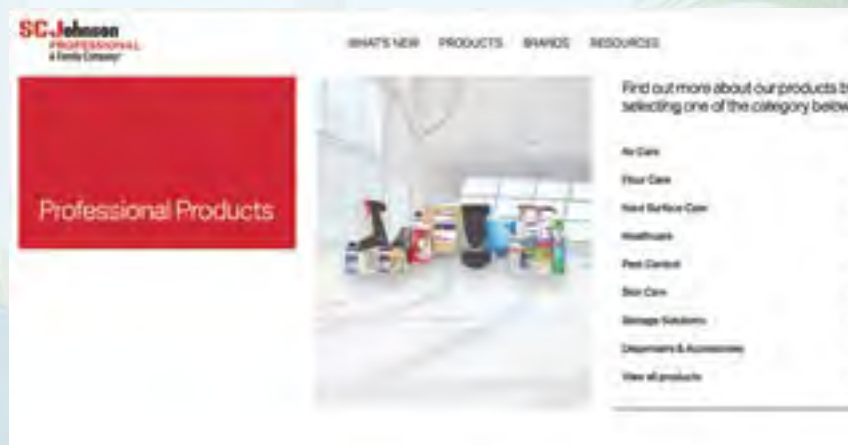 SC Johnson
PROFESSIONAL
A Family Company
WHAT'S NEW PRODUCTS BRANDS RESOURCES
Professional Products
Find out more about our products b
selecting one of the category below
Air Care
Floor Care
Hard Surface Care
Healthcare
Pest Control
Skin Care
Storage Solutions
Dispensers & Accessories
View all products